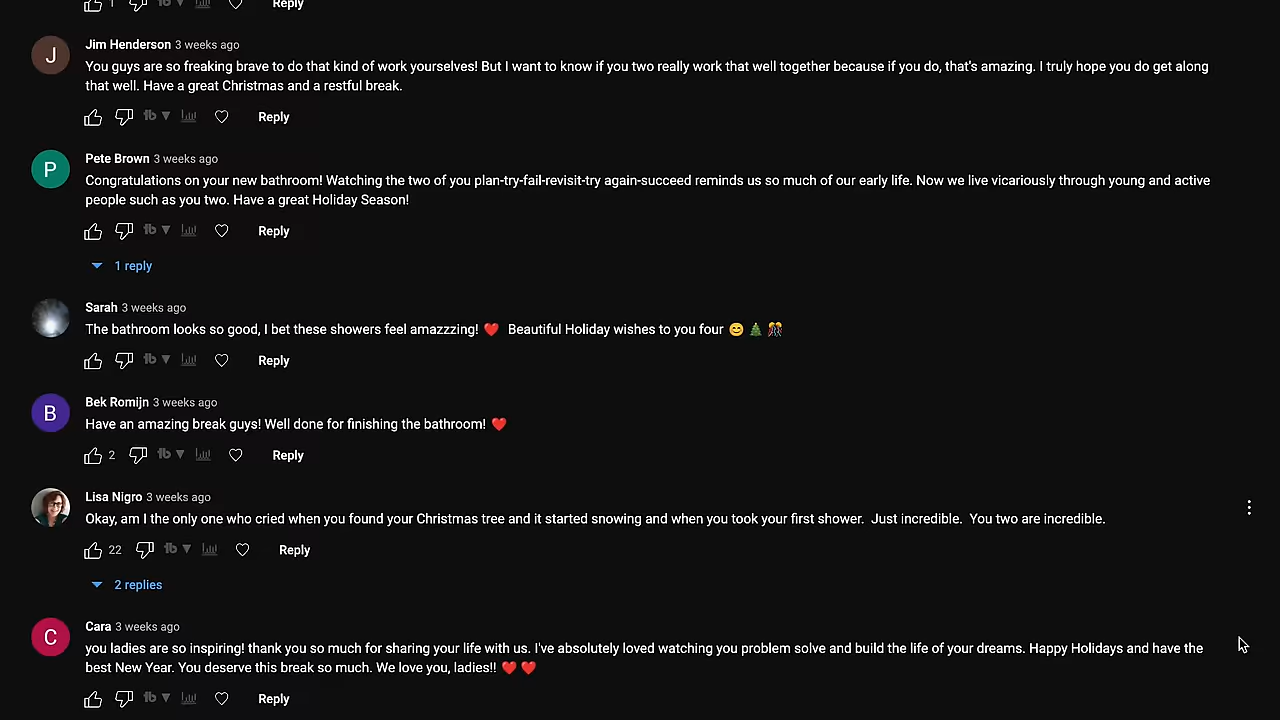 1 Reply
J
Jim Henderson 3 weeks ago
You guys are so freaking brave to do that kind of work yourselves! But I want to know if you two really work that well together because if you do, that's amazing. I truly hope you do get along
that well. Have a great Christmas and a restful break.
tb Reply
P
Pete Brown 3 weeks ago
Congratulations on your new bathroom! Watching the two of you plan-try-fail-revisit-try again-succeed reminds us so much of our early life. Now we live vicariously through young and active
people such as you two. Have a great Holiday Season!
tb Reply
1 reply
Sarah 3 weeks ago
The bathroom looks so good, I bet these showers feel amazzzing! ❤️ Beautiful Holiday wishes to you four 😊 🎄 🎊
tb Reply
B
Bek Romijn 3 weeks ago
Have an amazing break guys! Well done for finishing the bathroom! ❤️
2 tb Reply
Lisa Nigro 3 weeks ago
Okay, am I the only one who cried when you found your Christmas tree and it started snowing and when you took your first shower. Just incredible. You two are incredible.
22 tb Reply
2 replies
C
Cara 3 weeks ago
you ladies are so inspiring! thank you so much for sharing your life with us. I've absolutely loved watching you problem solve and build the life of your dreams. Happy Holidays and have the
best New Year. You deserve this break so much. We love you, ladies!! ❤️ ❤️
tb Reply